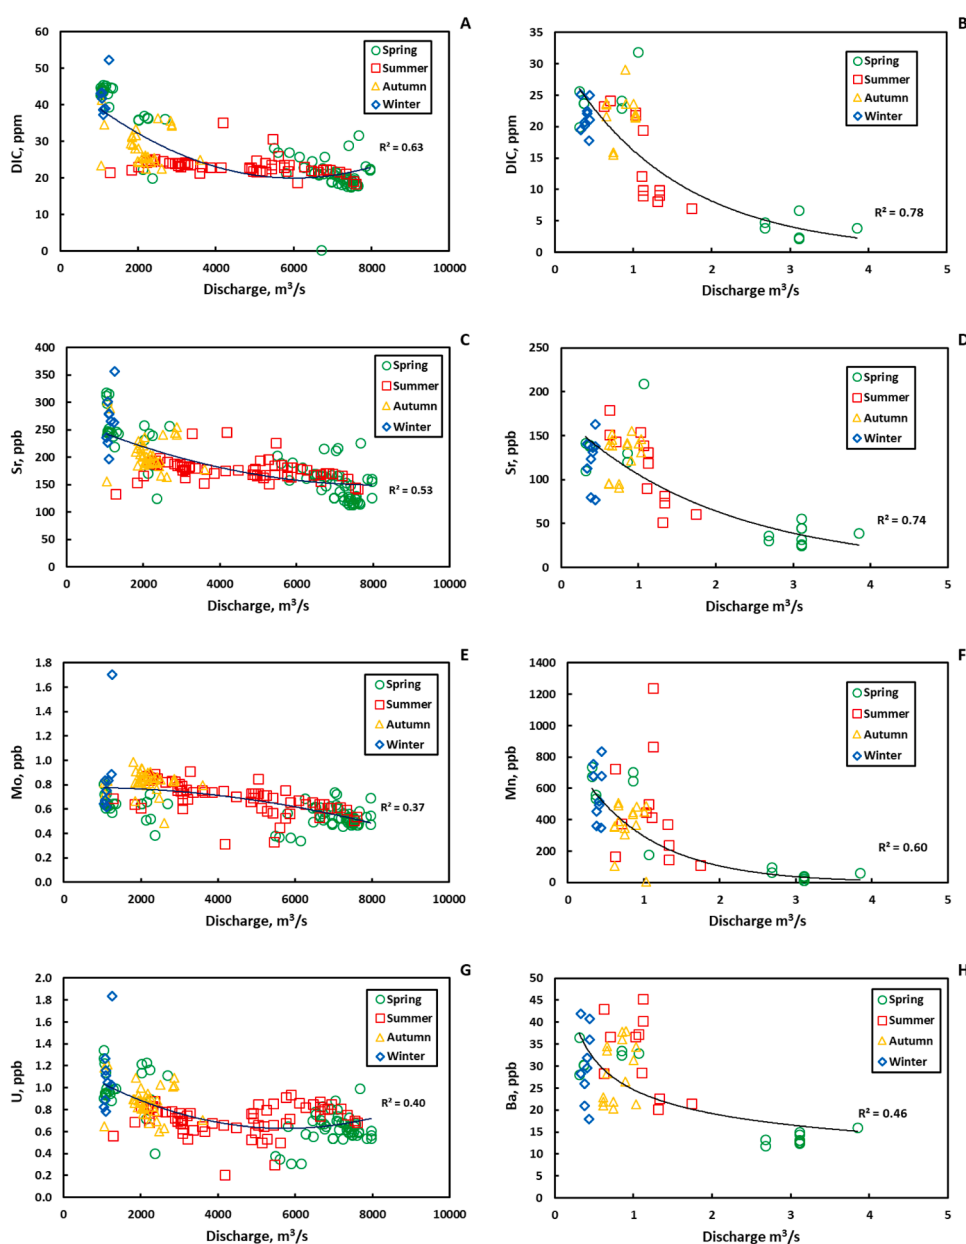 A
60
50
40
30
20
10
0
DIC, ppm
Spring
Summer
Autumn
Winter
R² = 0.63
0 2000 4000 6000 8000 10000
Discharge, m³/s
B
35
30
25
20
15
10
5
0
DIC, ppm
Spring
Summer
Autumn
Winter
R² = 0.78
0 1 2 3 4 5
Discharge m³/s
C
400
350
300
250
200
150
100
50
0
Sr, ppb
Spring
Summer
Autumn
Winter
R² = 0.53
0 2000 4000 6000 8000 10000
Discharge, m³/s
D
250
200
150
100
50
0
Sr, ppb
Spring
Summer
Autumn
Winter
R² = 0.74
0 1 2 3 4 5
Discharge m³/s
E
1.8
1.6
1.4
1.2
1.0
0.8
0.6
0.4
0.2
0.0
Mo, ppb
Spring
Summer
Autumn
Winter
R² = 0.37
0 2000 4000 6000 8000 10000
Discharge, m³/s
F
1400
1200
1000
800
600
400
200
0
Mn, ppb
Spring
Summer
Autumn
Winter
R² = 0.60
0 1 2 3 4 5
Discharge m³/s
G
2.0
1.8
1.6
1.4
1.2
1.0
0.8
0.6
0.4
0.2
0.0
U, ppb
Spring
Summer
Autumn
Winter
R² = 0.40
0 2000 4000 6000 8000 10000
Discharge, m³/s
H
50
45
40
35
30
25
20
15
10
5
0
Ba, ppb
Spring
Summer
Autumn
Winter
R² = 0.46
0 1 2 3 4 5
Discharge m³/s